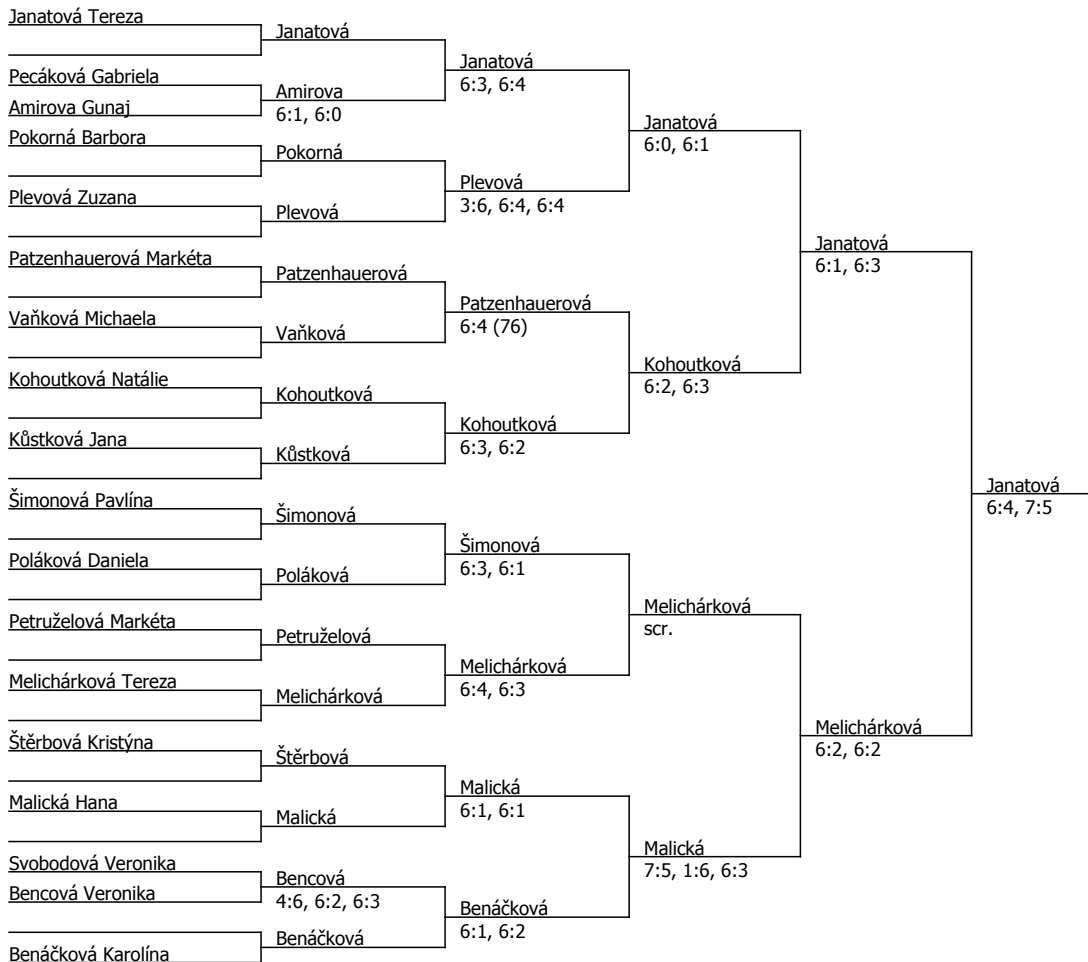 Janatová Tereza
Pecáková Gabriela
Amirova Gunaj
Pokorná Barbora
Plevová Zuzana
Patzenhauerová Markéta
Vaňková Michaela
Kohoutková Natálie
Kůstková Jana
Šimonová Pavlína
Poláková Daniela
Petruželová Markéta
Melichárková Tereza
Štěrbová Kristýna
Malická Hana
Svobodová Veronika
Bencová Veronika
Benáčková Karolína
Janatová
Amirova
6:1, 6:0
Pokorná
Plevová
Patzenhauerová
Vaňková
Kohoutková
Kůstková
Šimonová
Poláková
Petruželová
Melichárková
Štěrbová
Malická
Bencová
4:6, 6:2, 6:3
Benáčková
Janatová
6:3, 6:4
Plevová
3:6, 6:4, 6:4
Patzenhauerová
6:4 (76)
Kohoutková
6:3, 6:2
Šimonová
6:3, 6:1
Melichárková
6:4, 6:3
Malická
6:1, 6:1
Benáčková
6:1, 6:2
Janatová
6:0, 6:1
Kohoutková
6:2, 6:3
Melichárková
scr.
Malická
7:5, 1:6, 6:3
Janatová
6:1, 6:3
Melichárková
6:2, 6:2
Janatová
6:4, 7:5